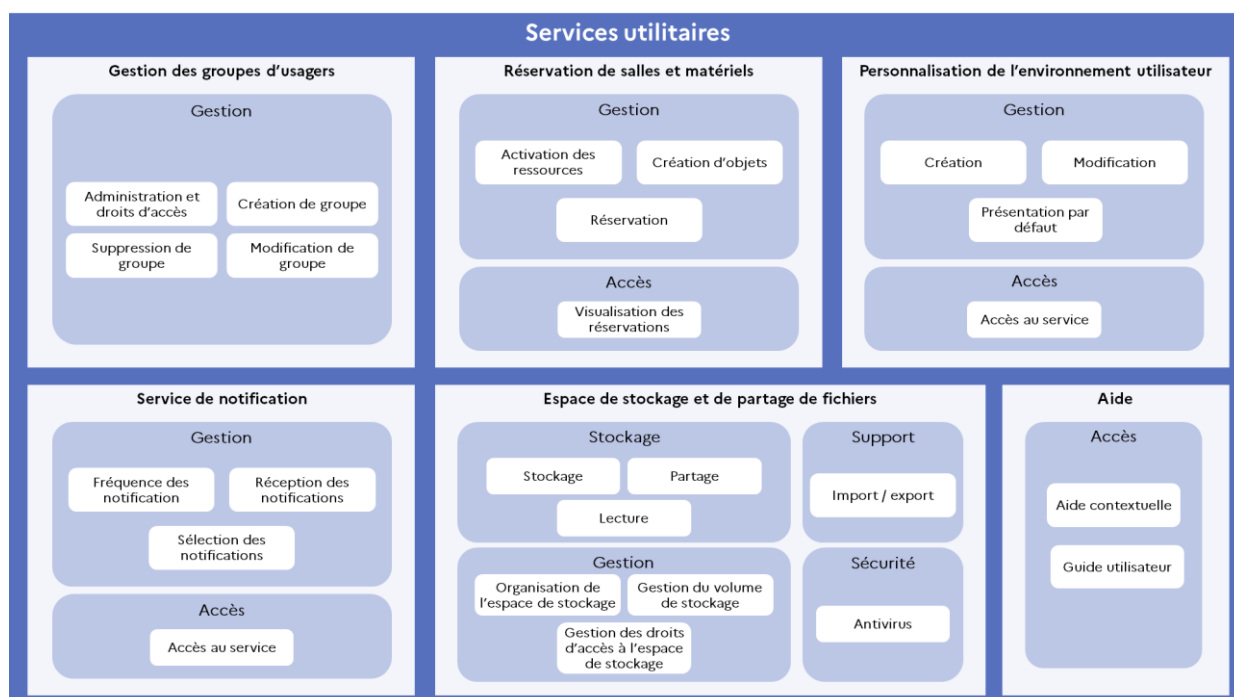 Services utilitaires
Gestion des groupes d'usagers
Gestion
Administration et
droits d'accès
Création de groupe
Suppression de
groupe
Modification de
groupe
Réservation de salles et matériels
Gestion
Activation des
ressources
Création d'objets
Réservation
Accès
Visualisation des
réservations
Personnalisation de l'environnement utilisateur
Gestion
Création
Modification
Présentation par
défaut
Accès
Accès au service
Service de notification
Gestion
Fréquence des
notification
Réception des
notifications
Sélection des
notifications
Accès
Accès au service
Espace de stockage et de partage de fichiers
Stockage
Stockage
Partage
Lecture
Gestion
Organisation de
l'espace de stockage
Gestion du volume
de stockage
Gestion des droits
d'accès à l'espace
de stockage
Support
Import / export
Sécurité
Antivirus
Aide
Accès
Aide contextuelle
Guide utilisateur